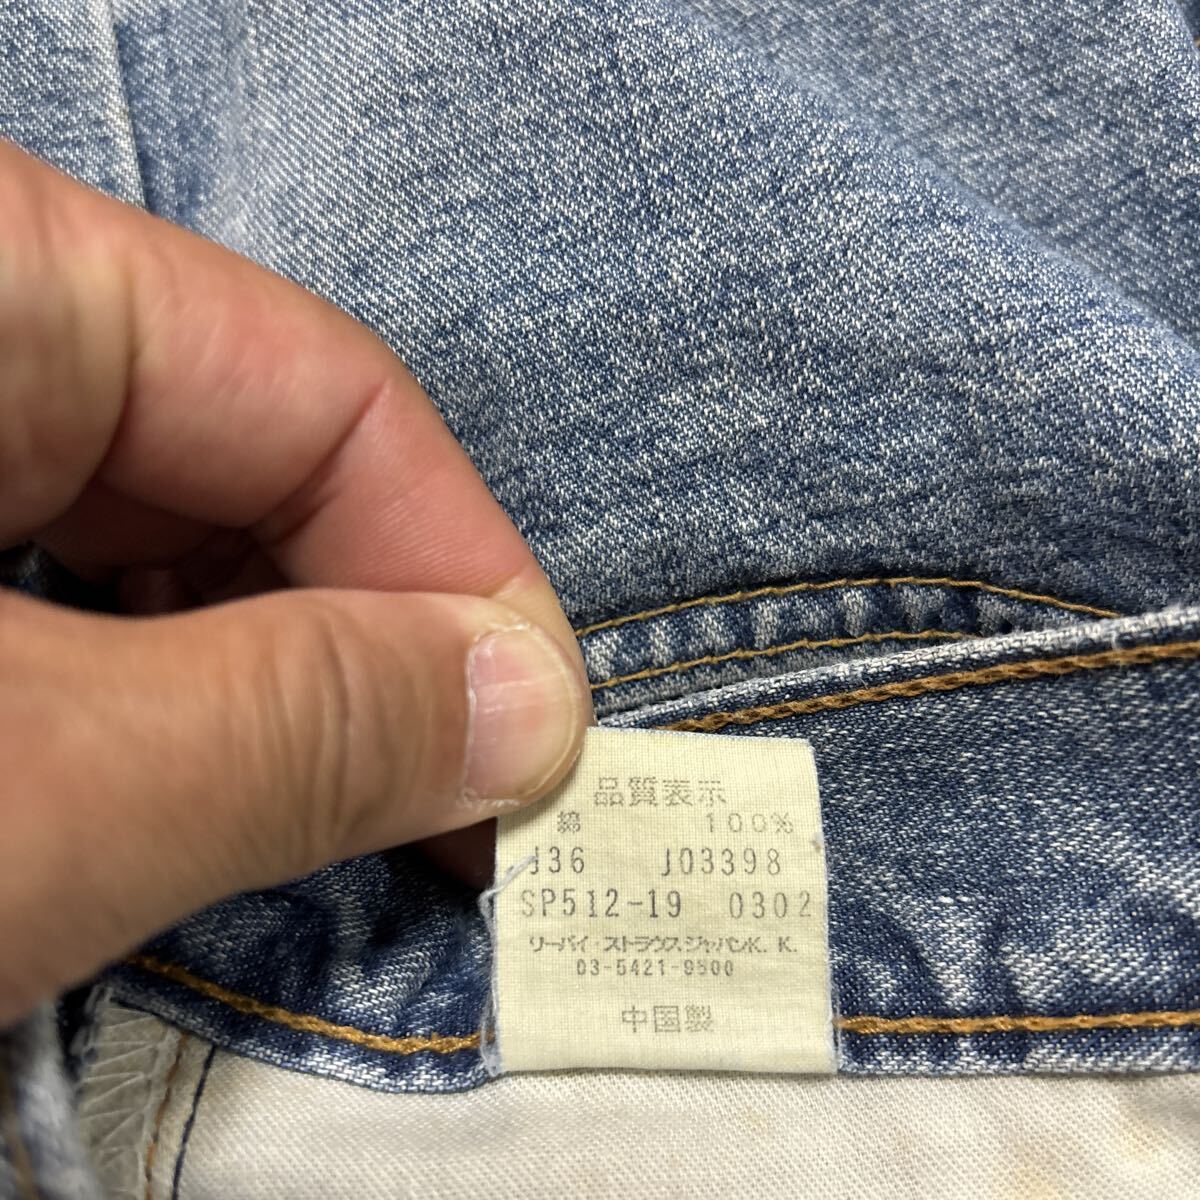 品質表示
綿 100%
J36 J03398
SP512-19 0302
リーバイ・ストラウスジャパンK.K.
03-5421-9500
中国製